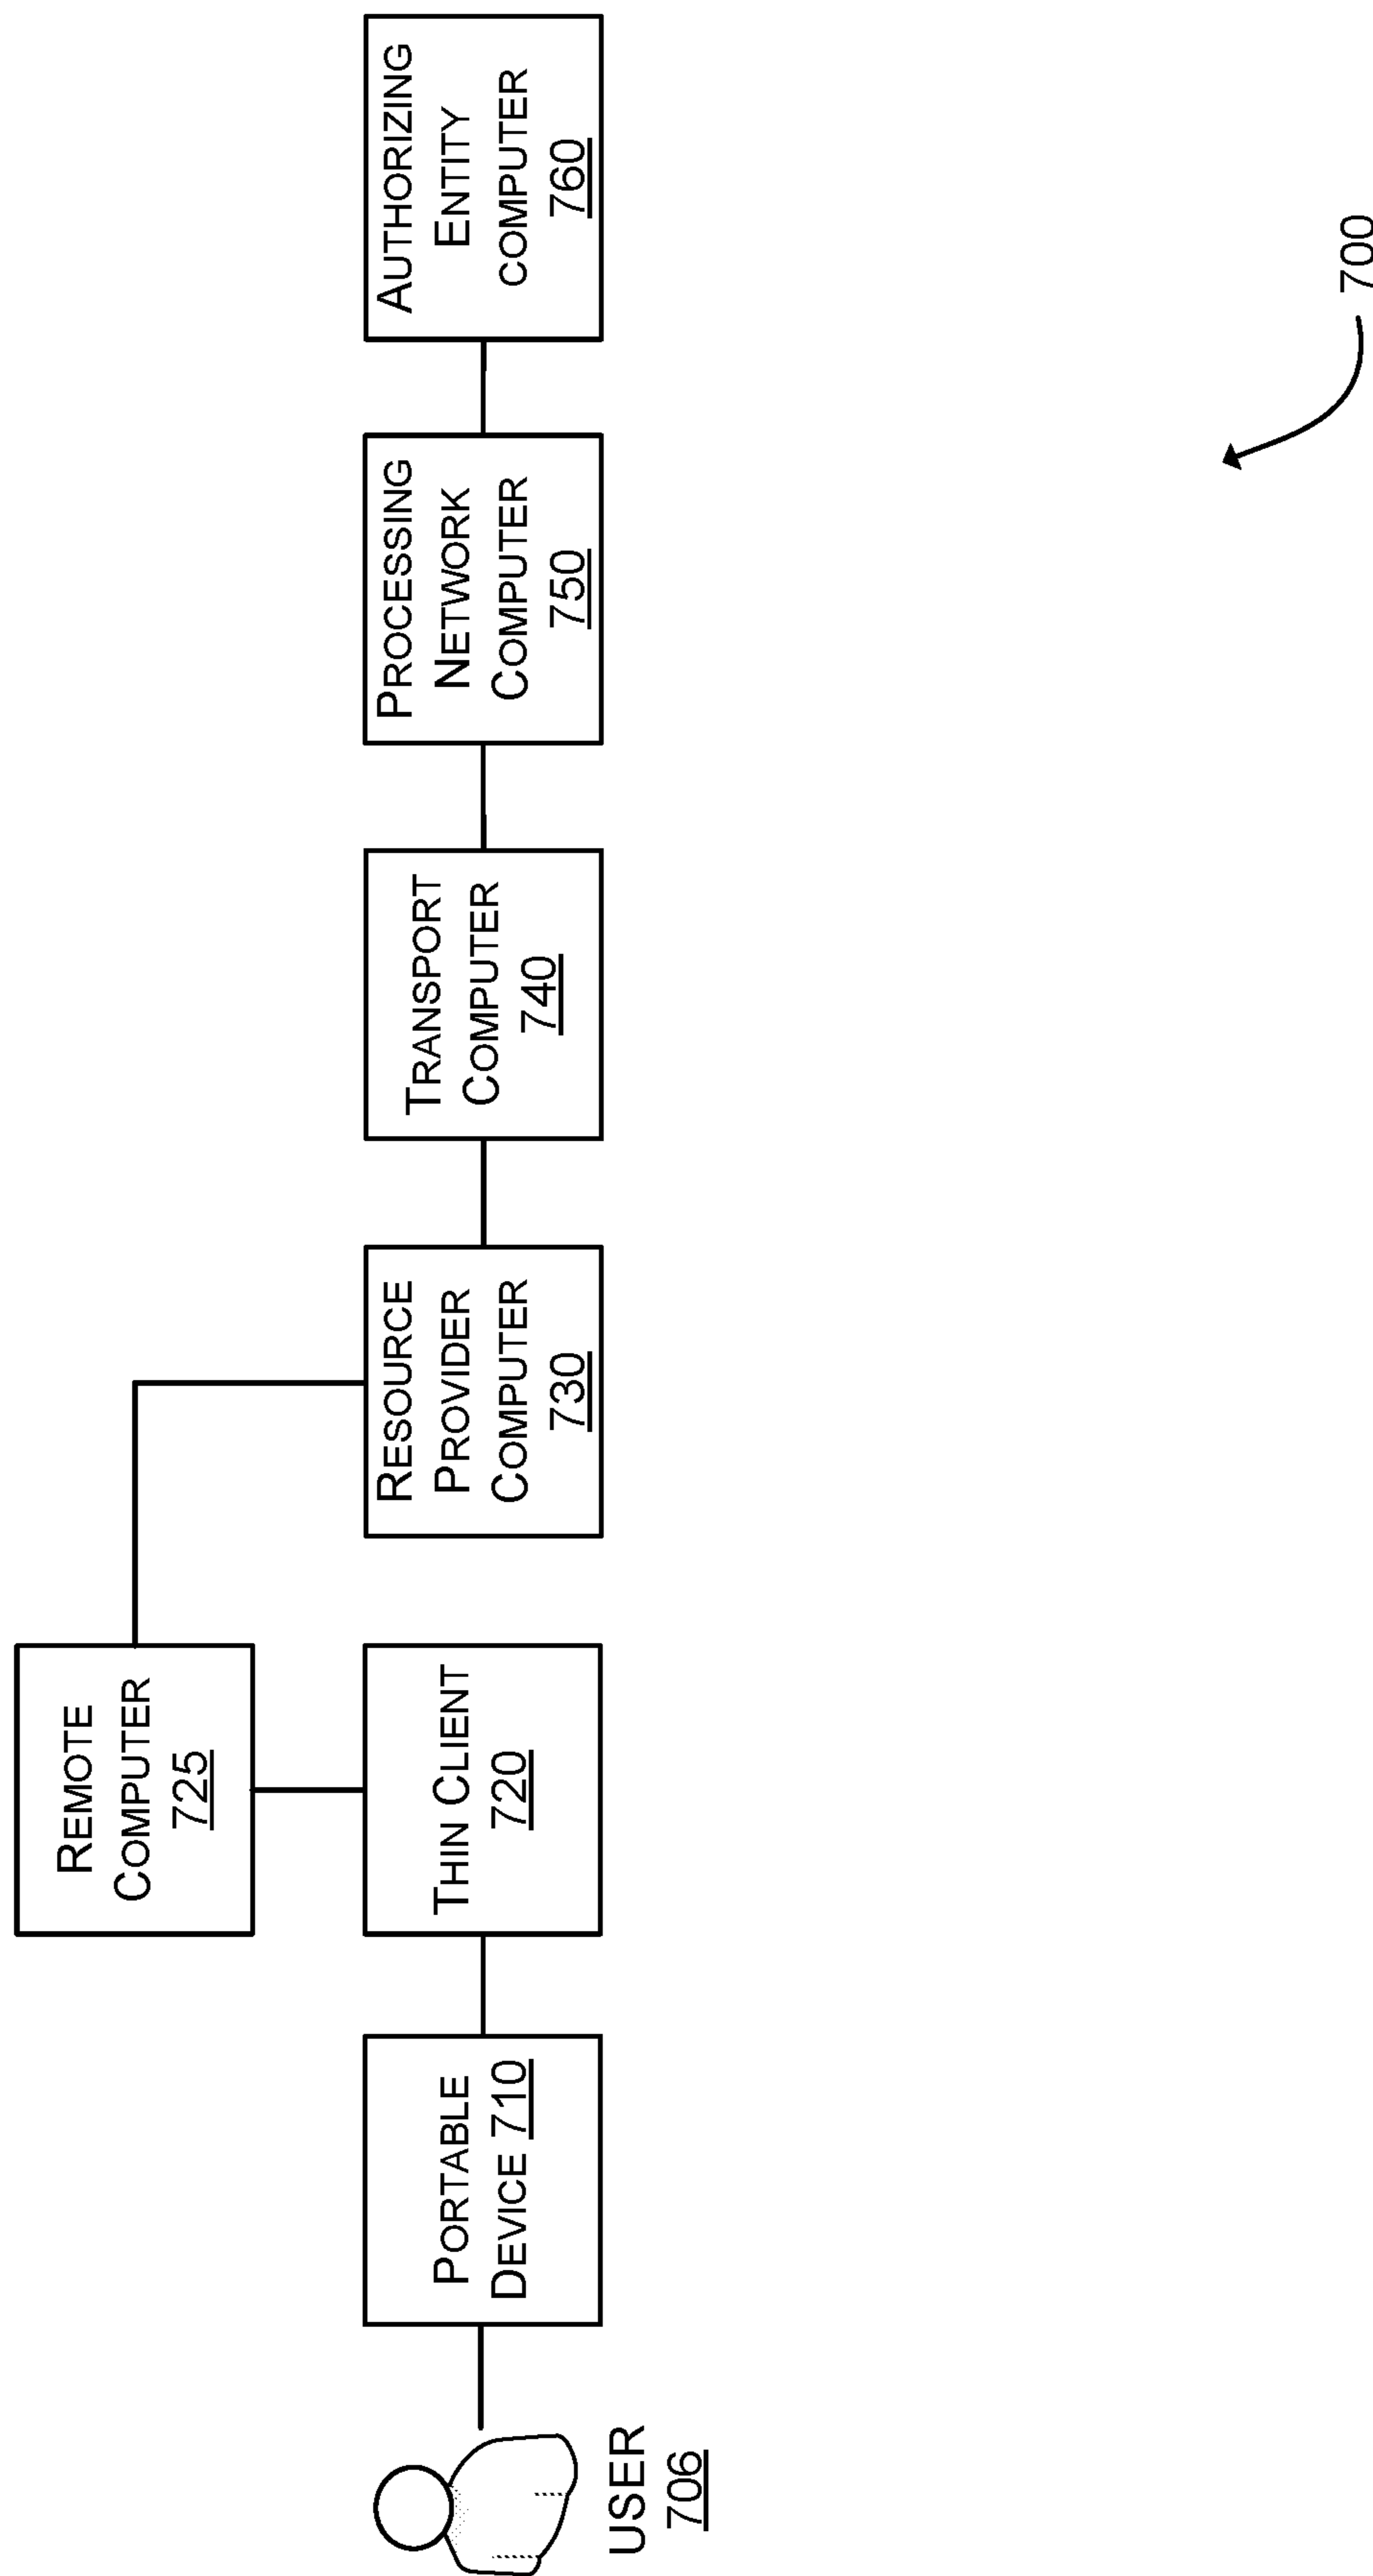 REMOTE
COMPUTER
725
USER
706
PORTABLE
DEVICE 710
THIN CLIENT
720
RESOURCE
PROVIDER
COMPUTER
730
TRANSPORT
COMPUTER
740
PROCESSING
NETWORK
COMPUTER
750
AUTHORIZING
ENTITY
COMPUTER
760
700